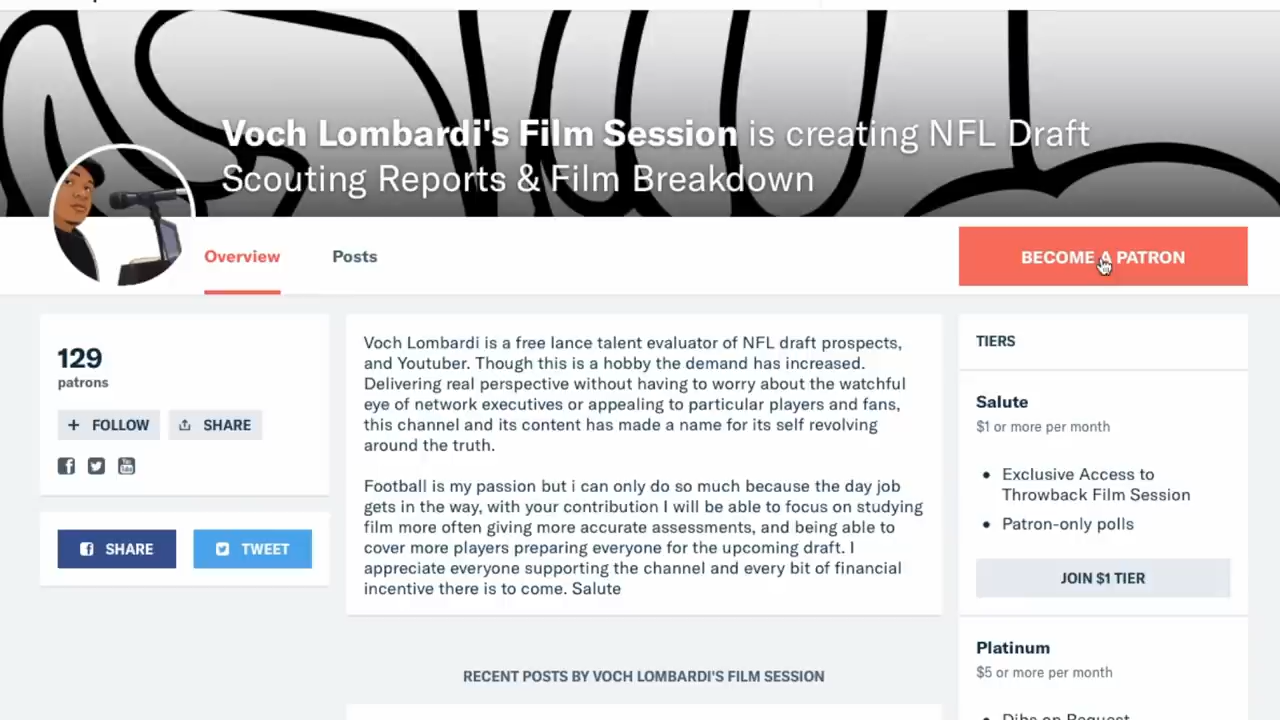 Voch Lombardi's Film Session is creating NFL Draft
Scouting Reports & Film Breakdown
Overview
Posts
BECOME A PATRON
129
patrons
+ FOLLOW
SHARE
SHARE
TWEET
Voch Lombardi is a free lance talent evaluator of NFL draft prospects,
and Youtuber. Though this is a hobby the demand has increased.
Delivering real perspective without having to worry about the watchful
eye of network executives or appealing to particular players and fans,
this channel and its content has made a name for its self revolving
around the truth.
Football is my passion but i can only do so much because the day job
gets in the way, with your contribution I will be able to focus on studying
film more often giving more accurate assessments, and being able to
cover more players preparing everyone for the upcoming draft. I
appreciate everyone supporting the channel and every bit of financial
incentive there is to come. Salute
RECENT POSTS BY VOCH LOMBARDI'S FILM SESSION
TIERS
Salute
$1 or more per month
• Exclusive Access to
Throwback Film Session
• Patron-only polls
JOIN $1 TIER
Platinum
$5 or more per month
• Dibs on Request